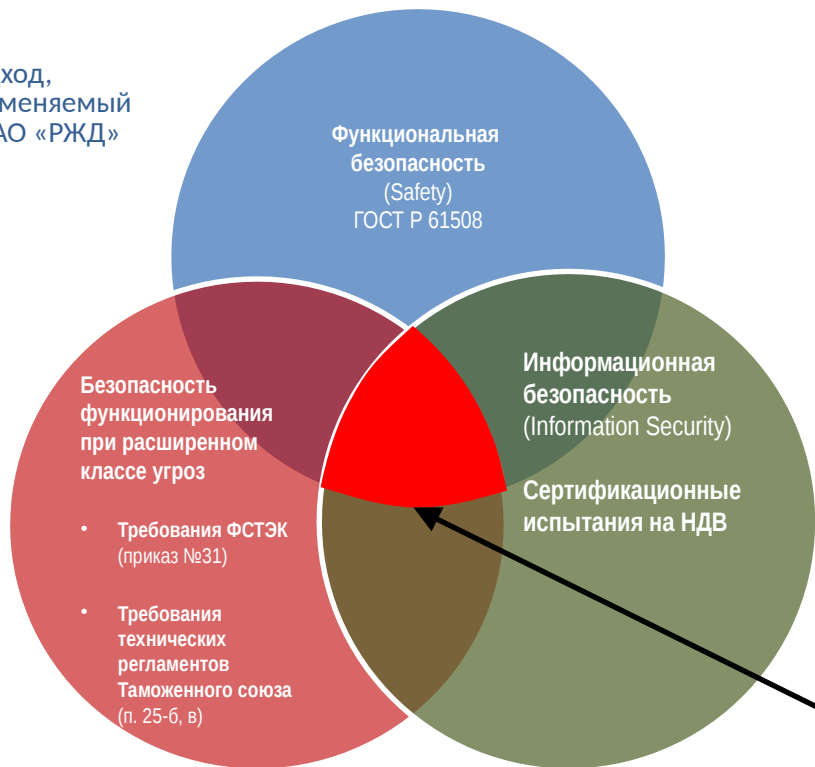 ход,
меняемый
АО «РЖД»
Функциональная
безопасность
(Safety)
ГОСТ Р 61508
Безопасность
функционирования
при расширенном
классе угроз
• Требования ФСТЭК
(приказ №31)
• Требования
технических
регламентов
Таможенного союза
(п. 25-б, в)
Информационная
безопасность
(Information Security)
Сертификационные
испытания на НДВ